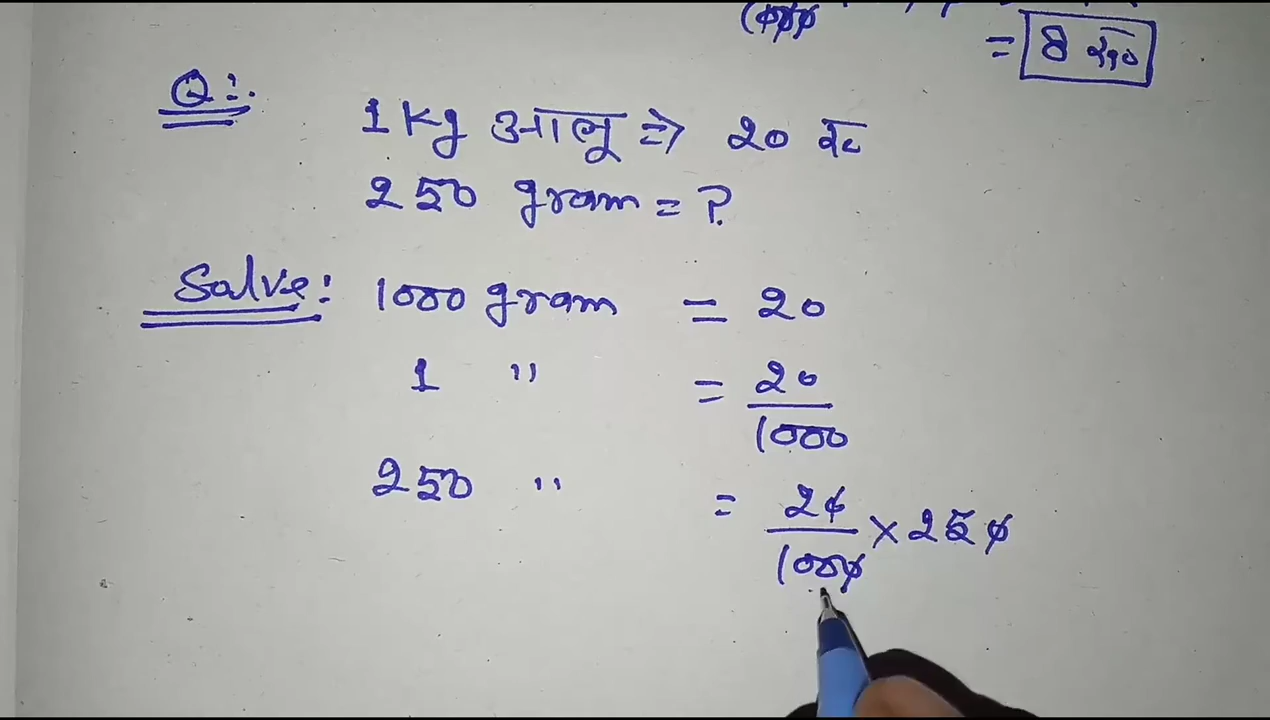 = 8 रु०
Q:.
1 Kg आलू => 20 रु
250 gram = ?
Solve: 1000 gram = 20
1 " = 20/1000
250 " = 20/1000 × 250